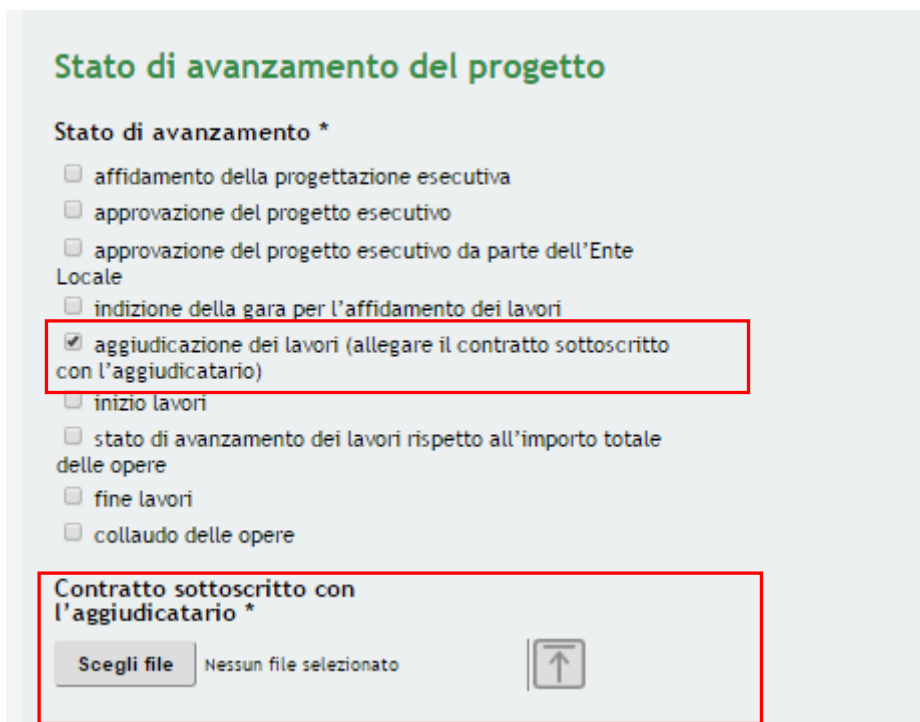 Stato di avanzamento del progetto
Stato di avanzamento *
affidamento della progettazione esecutiva
approvazione del progetto esecutivo
approvazione del progetto esecutivo da parte dell’Ente
Locale
indizione della gara per l’affidamento dei lavori
aggiudicazione dei lavori (allegare il contratto sottoscritto
con l’aggiudicatario)
inizio lavori
stato di avanzamento dei lavori rispetto all’importo totale
delle opere
fine lavori
collaudo delle opere
Contratto sottoscritto con
l’aggiudicatario *
Scegli file Nessun file selezionato